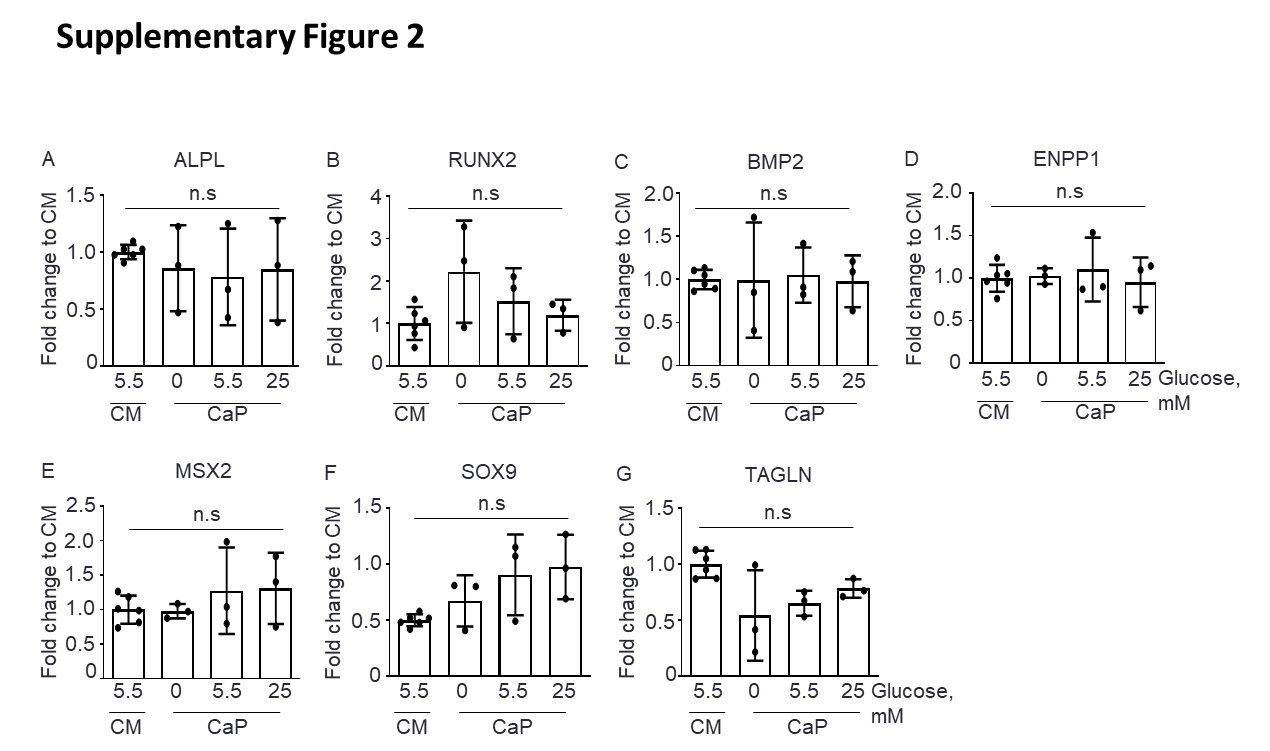 Supplementary Figure 2
A ALPL
n.s
Fold change to CM
1.5
1.0
0.5
0
5.5 0 5.5 25
CM CaP
B RUNX2
n.s
Fold change to CM
4
3
2
1
0
5.5 0 5.5 25
CM CaP
C BMP2
n.s
Fold change to CM
2.0
1.5
1.0
0.5
0
5.5 0 5.5 25
CM CaP
D ENPP1
n.s
Fold change to CM
2.0
1.5
1.0
0.5
0
5.5 0 5.5 25 Glucose,
mM
CM CaP
E MSX2
n.s
Fold change to CM
2.5
2.0
1.5
1.0
0.5
0
5.5 0 5.5 25
CM CaP
F SOX9
n.s
Fold change to CM
1.5
1.0
0.5
0
5.5 0 5.5 25
CM CaP
G TAGLN
n.s
Fold change to CM
1.5
1.0
0.5
0
5.5 0 5.5 25 Glucose,
mM
CM CaP